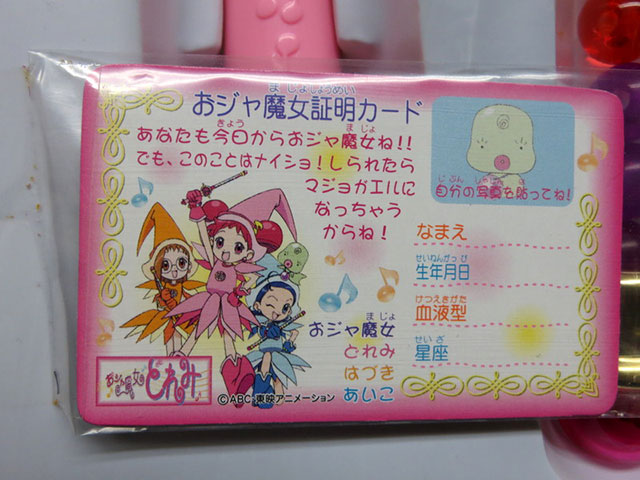 おジャ魔女証明カード
あなたも今日からおジャ魔女ね!!
でも、このことはナイショ!しられたら
マジョガエルに
なっちゃう
からね!
自分の写真を貼ってね!
なまえ
生年月日
血液型
星座
おジャ魔女
どれみ
はづき
あいこ
おジャ魔女どれみ
©ABC・東映アニメーション